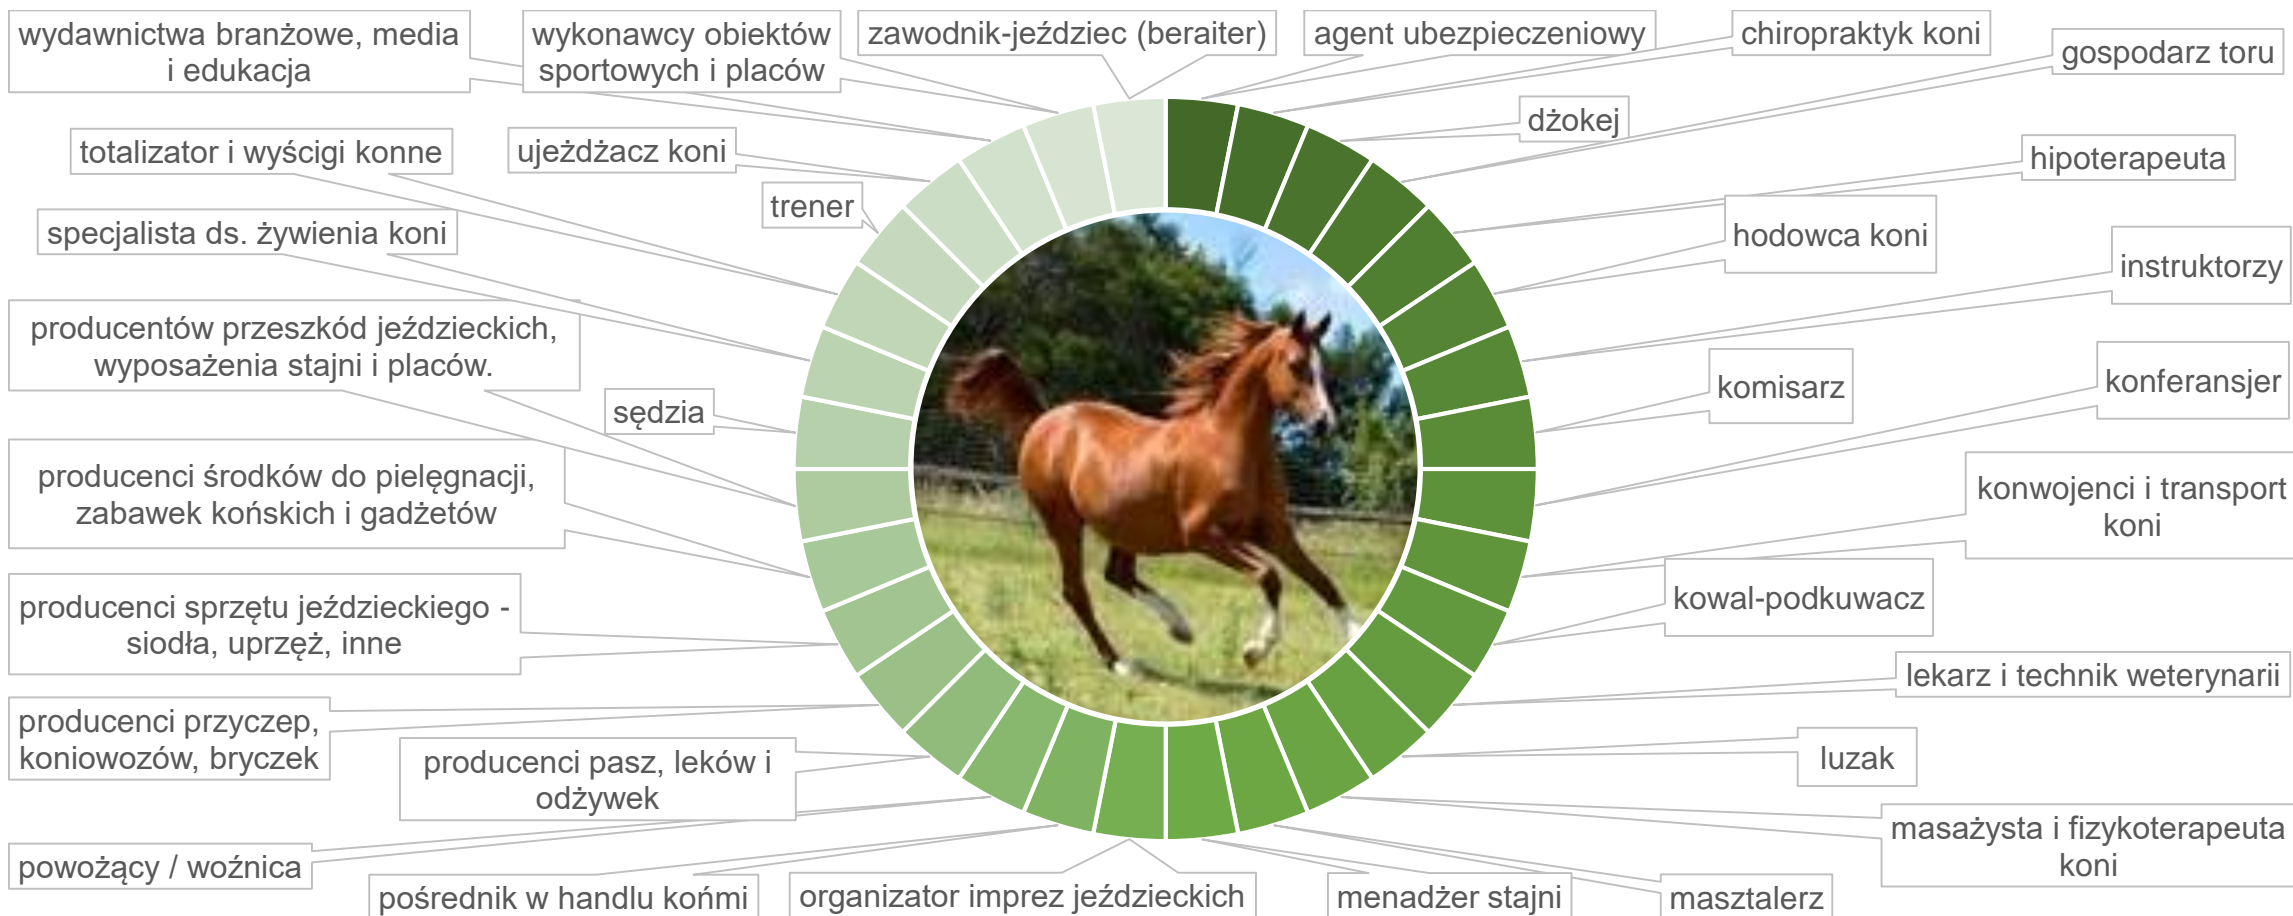 zawodnik-jeździec (beraiter)
agent ubezpieczeniowy
chiropraktyk koni
dżokej
gospodarz toru
hipoterapeuta
hodowca koni
instruktorzy
komisarz
konferansjer
konwojenci i transport
koni
kowal-podkuwacz
lekarz i technik weterynarii
luzak
masażysta i fizykoterapeuta
koni
masztalerz
menadżer stajni
organizator imprez jeździeckich
pośrednik w handlu końmi
powożący / woźnica
producenci pasz, leków i
odżywek
producenci przyczep,
koniowozów, bryczek
producenci sprzętu jeździeckiego -
siodła, uprzęż, inne
producenci środków do pielęgnacji,
zabawek końskich i gadżetów
producentów przeszkód jeździeckich,
wyposażenia stajni i placów.
sędzia
specjalista ds. żywienia koni
totalizator i wyścigi konne
trener
ujeżdżacz koni
wydawnictwa branżowe, media
i edukacja
wykonawcy obiektów
sportowych i placów